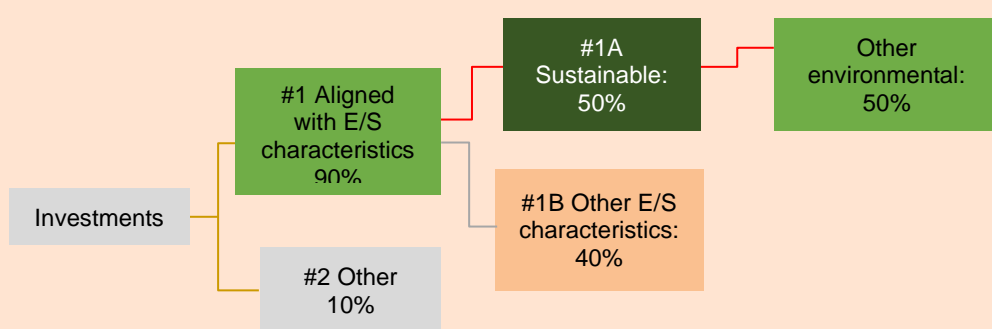 #1A
Sustainable:
50%
Other
environmental:
50%
#1 Aligned
with E/S
characteristics
90%
#1B Other E/S
characteristics:
40%
Investments
#2 Other
10%